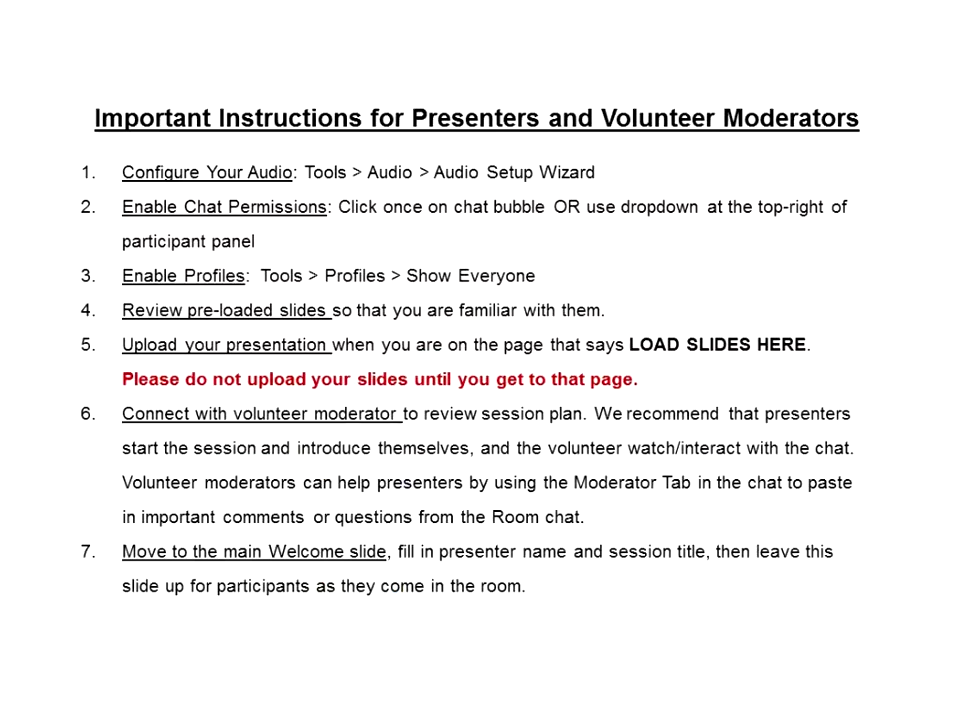 Important Instructions for Presenters and Volunteer Moderators
1. Configure Your Audio: Tools > Audio > Audio Setup Wizard
2. Enable Chat Permissions: Click once on chat bubble OR use dropdown at the top-right of
participant panel
3. Enable Profiles: Tools > Profiles > Show Everyone
4. Review pre-loaded slides so that you are familiar with them.
5. Upload your presentation when you are on the page that says LOAD SLIDES HERE.
Please do not upload your slides until you get to that page.
6. Connect with volunteer moderator to review session plan. We recommend that presenters
start the session and introduce themselves, and the volunteer watch/interact with the chat.
Volunteer moderators can help presenters by using the Moderator Tab in the chat to paste
in important comments or questions from the Room chat.
7. Move to the main Welcome slide, fill in presenter name and session title, then leave this
slide up for participants as they come in the room.